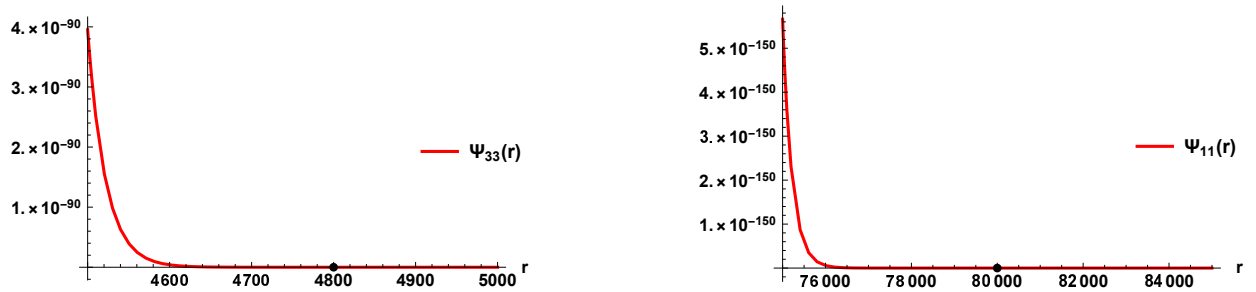 4. × 10⁻⁹⁰
3. × 10⁻⁹⁰
2. × 10⁻⁹⁰
1. × 10⁻⁹⁰
4600 4700 4800 4900 5000 r
Ψ₃₃(r)
5. × 10⁻¹⁵⁰
4. × 10⁻¹⁵⁰
3. × 10⁻¹⁵⁰
2. × 10⁻¹⁵⁰
1. × 10⁻¹⁵⁰
76 000 78 000 80 000 82 000 84 000 r
Ψ₁₁(r)